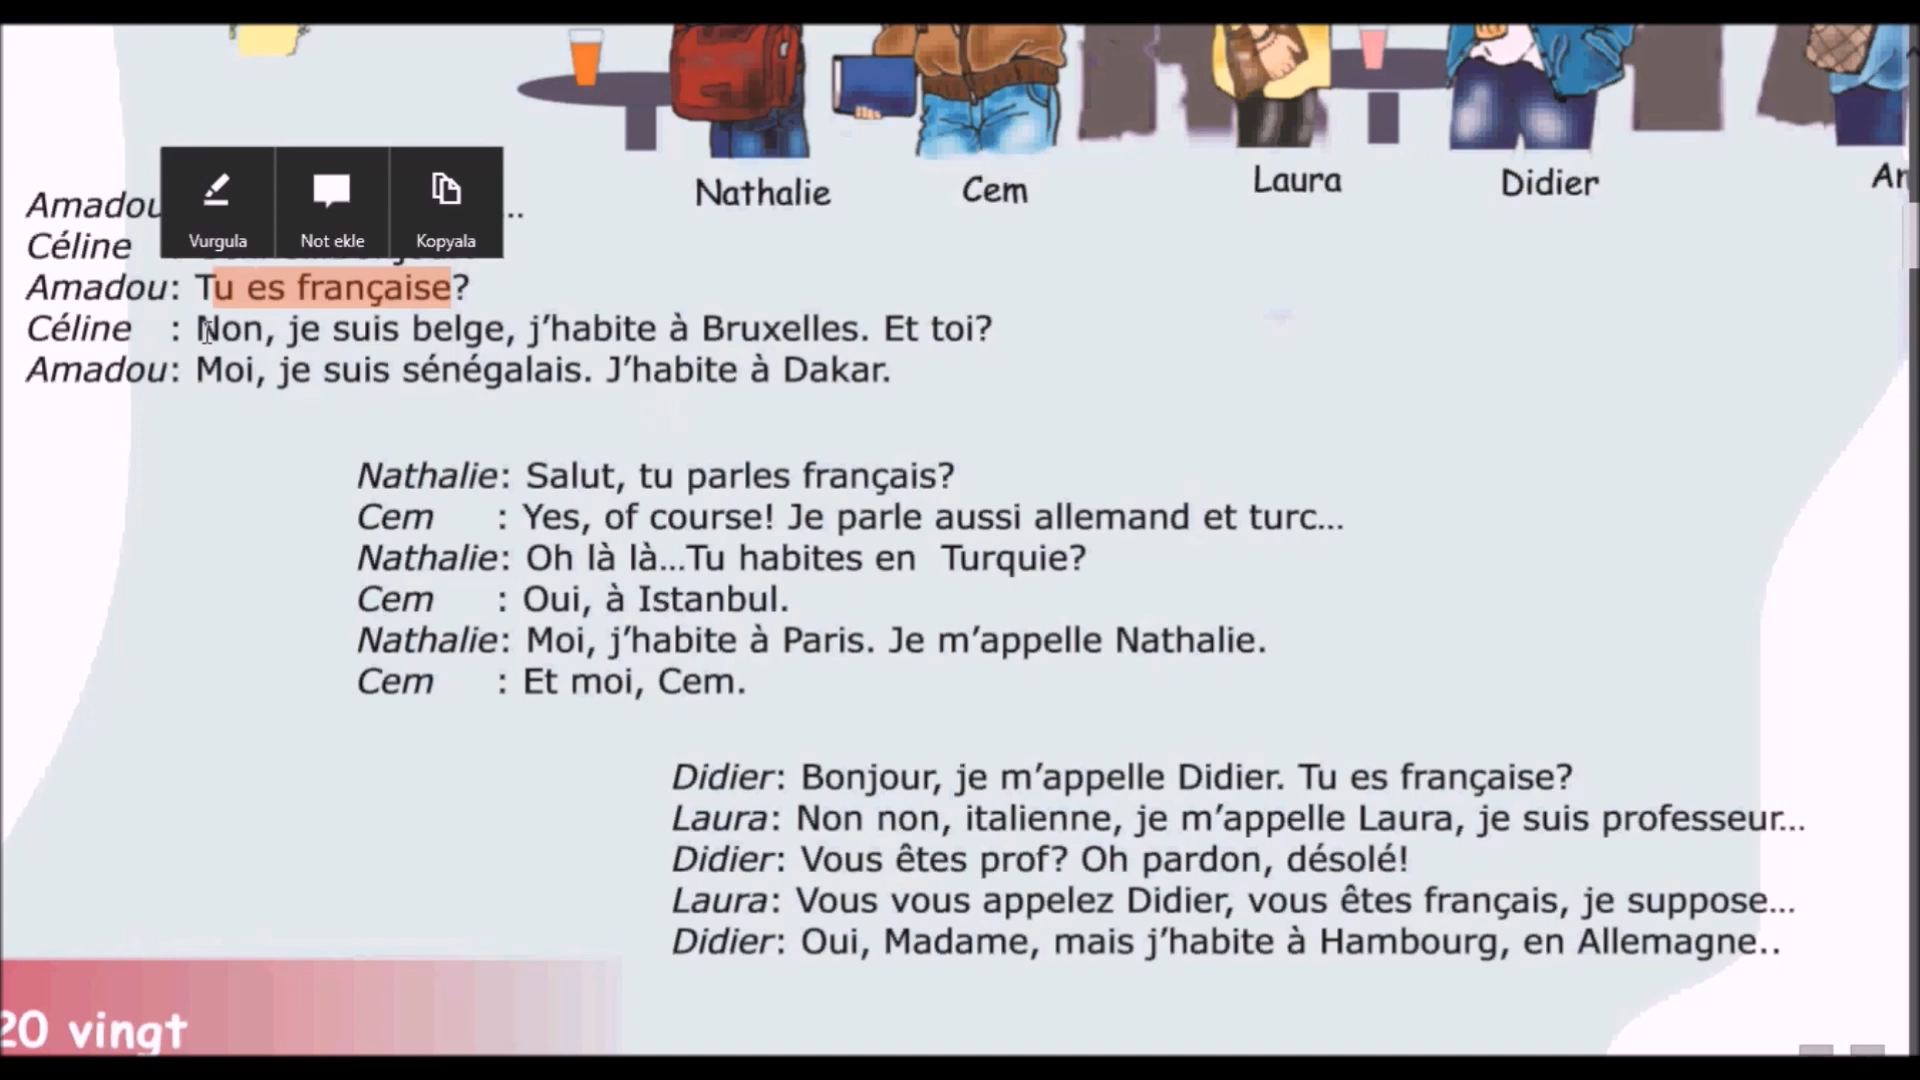 Nathalie
Cem
Laura
Didier
Vurgula
Not ekle
Kopyala
Amadou ..
Céline
Amadou: Tu es française?
Céline : Non, je suis belge, j’habite à Bruxelles. Et toi?
Amadou: Moi, je suis sénégalais. J’habite à Dakar.
Nathalie: Salut, tu parles français?
Cem : Yes, of course! Je parle aussi allemand et turc...
Nathalie: Oh là là...Tu habites en Turquie?
Cem : Oui, à Istanbul.
Nathalie: Moi, j’habite à Paris. Je m’appelle Nathalie.
Cem : Et moi, Cem.
Didier: Bonjour, je m’appelle Didier. Tu es française?
Laura: Non non, italienne, je m’appelle Laura, je suis professeur...
Didier: Vous êtes prof? Oh pardon, désolé!
Laura: Vous vous appelez Didier, vous êtes français, je suppose...
Didier: Oui, Madame, mais j’habite à Hambourg, en Allemagne..
20 vingt